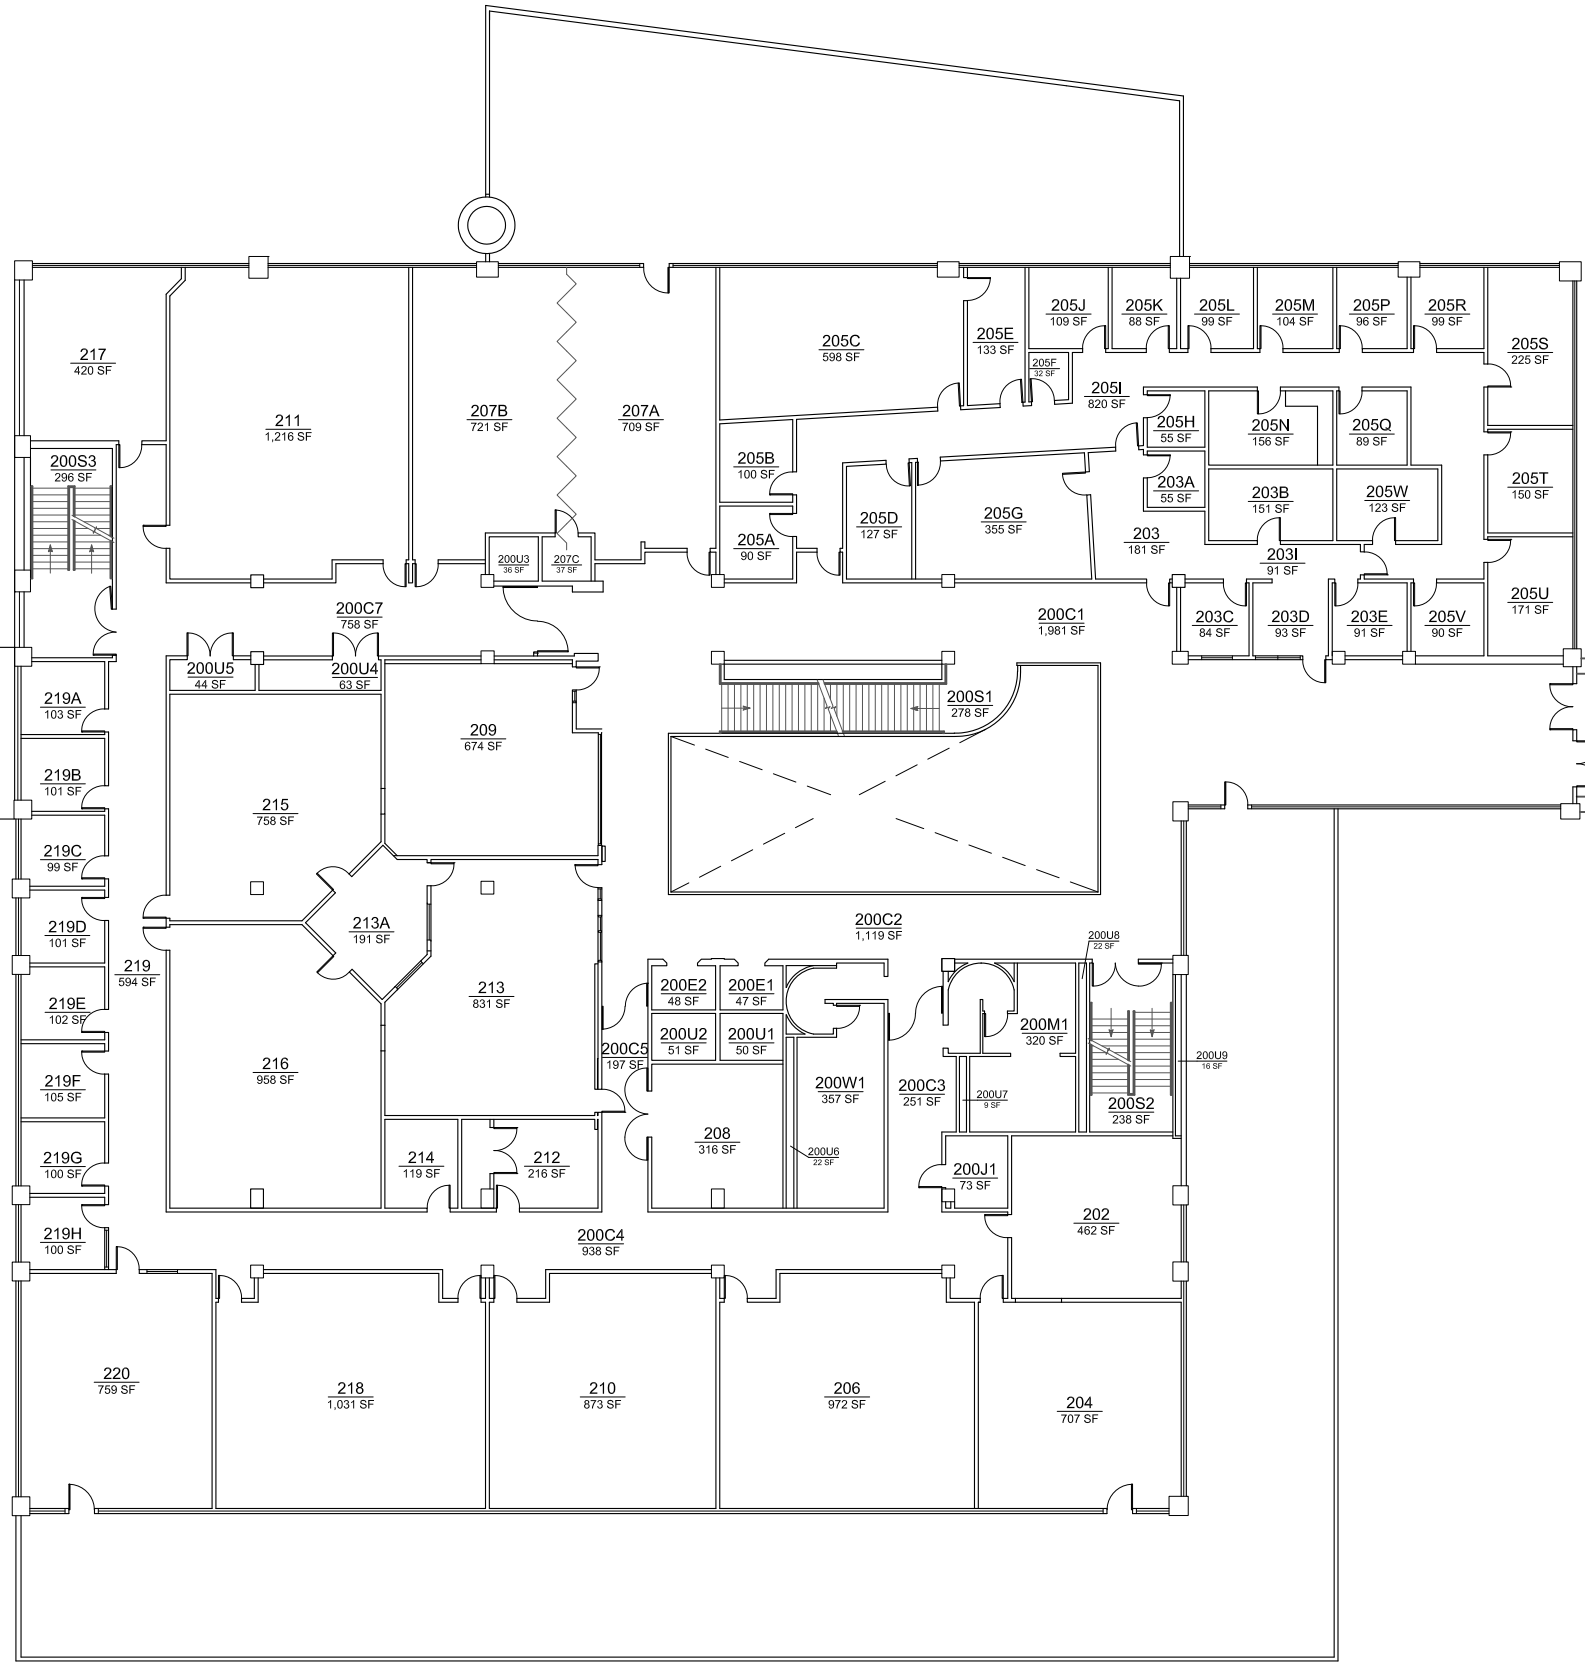 205J
109 SF
205K
88 SF
205L
99 SF
205M
104 SF
205P
96 SF
205R
99 SF
217
420 SF
205C
598 SF
205E
133 SF
205S
225 SF
205F
32 SF
205I
820 SF
211
1,216 SF
207B
721 SF
207A
709 SF
205H
55 SF
205N
156 SF
205Q
89 SF
200S3
296 SF
205B
100 SF
203A
55 SF
203B
151 SF
205W
123 SF
205T
150 SF
205D
127 SF
205G
355 SF
203
181 SF
205A
90 SF
200U3
36 SF
207C
37 SF
203I
91 SF
205U
171 SF
200C7
758 SF
200C1
1,981 SF
203C
84 SF
203D
93 SF
203E
91 SF
205V
90 SF
200U5
44 SF
200U4
63 SF
219A
103 SF
200S1
278 SF
209
674 SF
219B
101 SF
215
758 SF
219C
99 SF
219D
101 SF
213A
191 SF
200C2
1,119 SF
200U8
22 SF
219
594 SF
219E
102 SF
213
831 SF
200E2
48 SF
200E1
47 SF
200U2
51 SF
200U1
50 SF
200M1
320 SF
200C5
197 SF
200U9
16 SF
216
958 SF
219F
105 SF
200W1
357 SF
200C3
251 SF
200U7
9 SF
200S2
238 SF
208
316 SF
200U6
22 SF
219G
100 SF
214
119 SF
212
216 SF
200J1
73 SF
202
462 SF
219H
100 SF
200C4
938 SF
220
759 SF
218
1,031 SF
210
873 SF
206
972 SF
204
707 SF